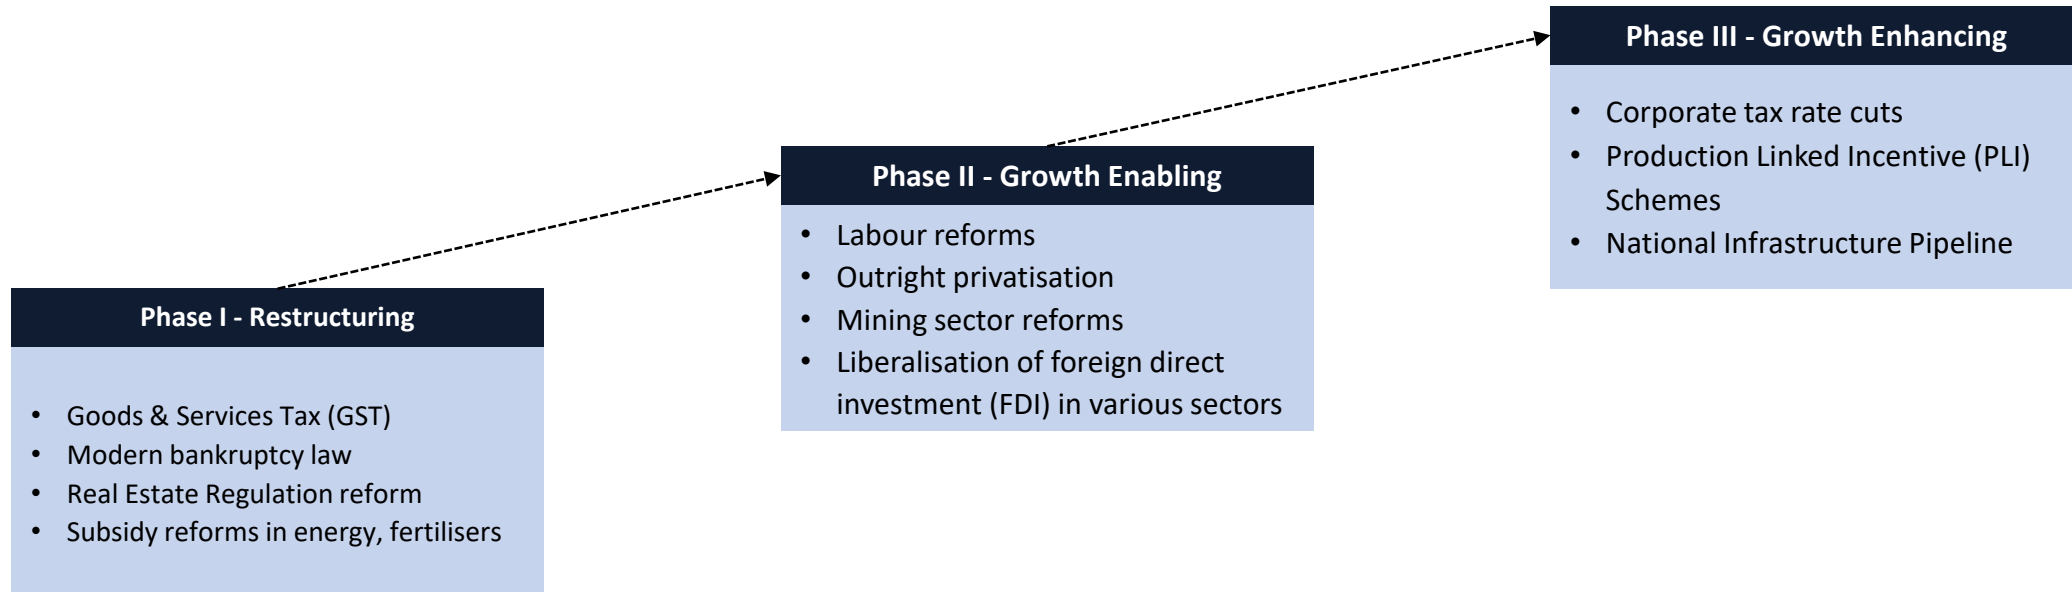 Phase I - Restructuring
• Goods & Services Tax (GST)
• Modern bankruptcy law
• Real Estate Regulation reform
• Subsidy reforms in energy, fertilisers
Phase II - Growth Enabling
• Labour reforms
• Outright privatisation
• Mining sector reforms
• Liberalisation of foreign direct
investment (FDI) in various sectors
Phase III - Growth Enhancing
• Corporate tax rate cuts
• Production Linked Incentive (PLI)
Schemes
• National Infrastructure Pipeline